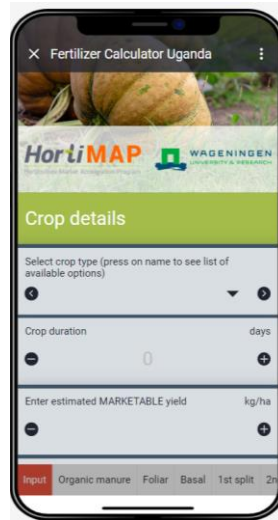 × Fertilizer Calculator Uganda
HortiMAP
WAGENINGEN
UNIVERSITY & RESEARCH
Crop details
Select crop type (press on name to see list of
available options)
Crop duration days
0
Enter estimated MARKETABLE yield kg/ha
Input Organic manure Foliar Basal 1st split 2n